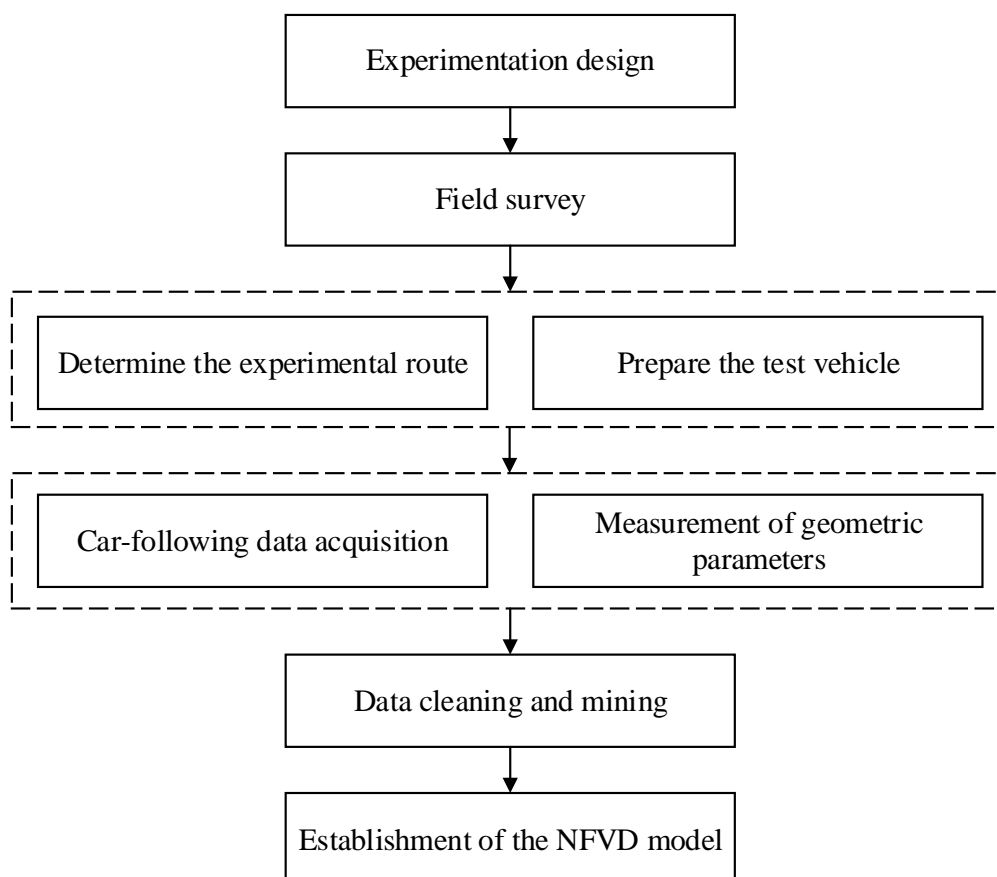 Experimentation design
Field survey
Determine the experimental route
Prepare the test vehicle
Car-following data acquisition
Measurement of geometric
parameters
Data cleaning and mining
Establishment of the NFVD model